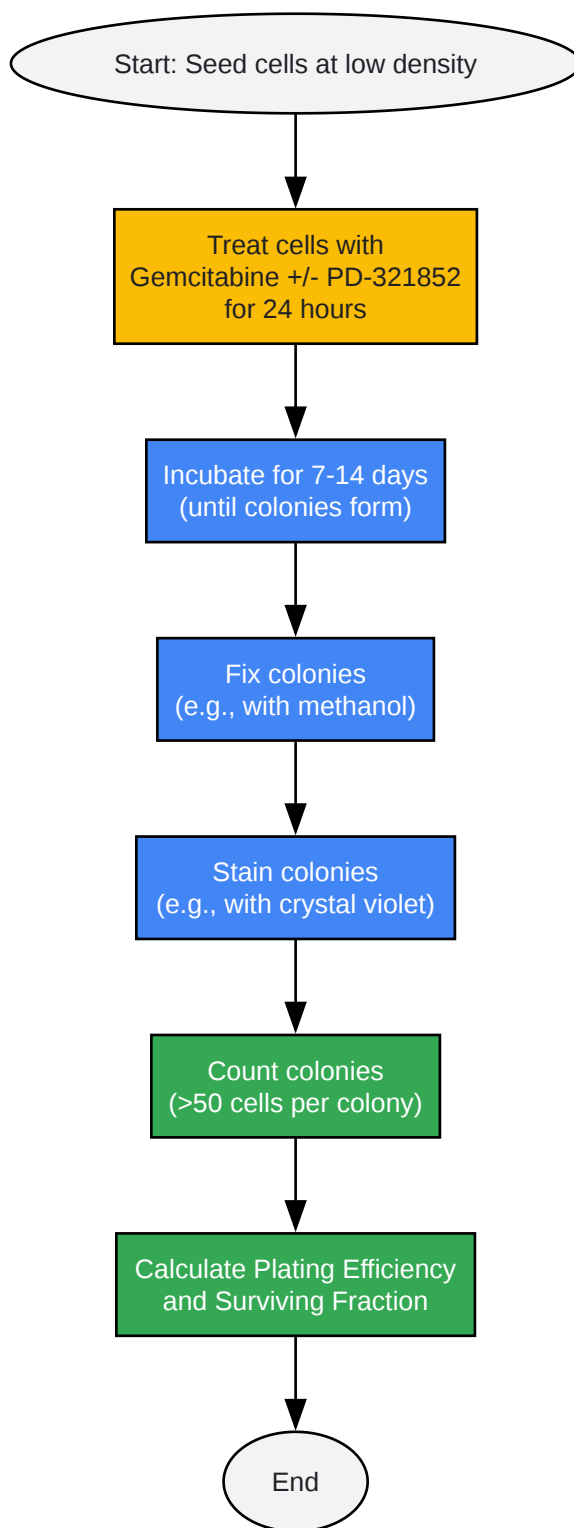 Start: Seed cells at low density
Treat cells with
Gemcitabine +/- PD-321852
for 24 hours
Incubate for 7-14 days
(until colonies form)
Fix colonies
(e.g., with methanol)
Stain colonies
(e.g., with crystal violet)
Count colonies
(>50 cells per colony)
Calculate Plating Efficiency
and Surviving Fraction
End